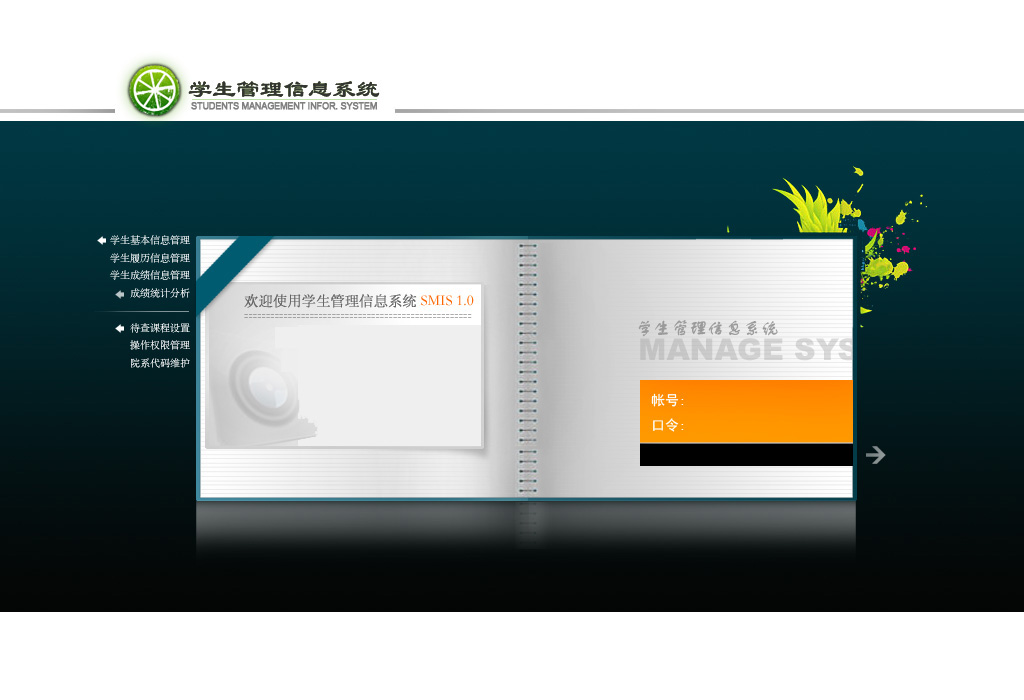 学生管理信息系统
STUDENTS MANAGEMENT INFOR. SYSTEM
学生基本信息管理
学生履历信息管理
学生成绩信息管理
成绩统计分析
待查课程设置
操作权限管理
院系代码维护
欢迎使用学生管理信息系统 SMIS 1.0
学生管理信息系统
MANAGE SYS
帐号:
口令: